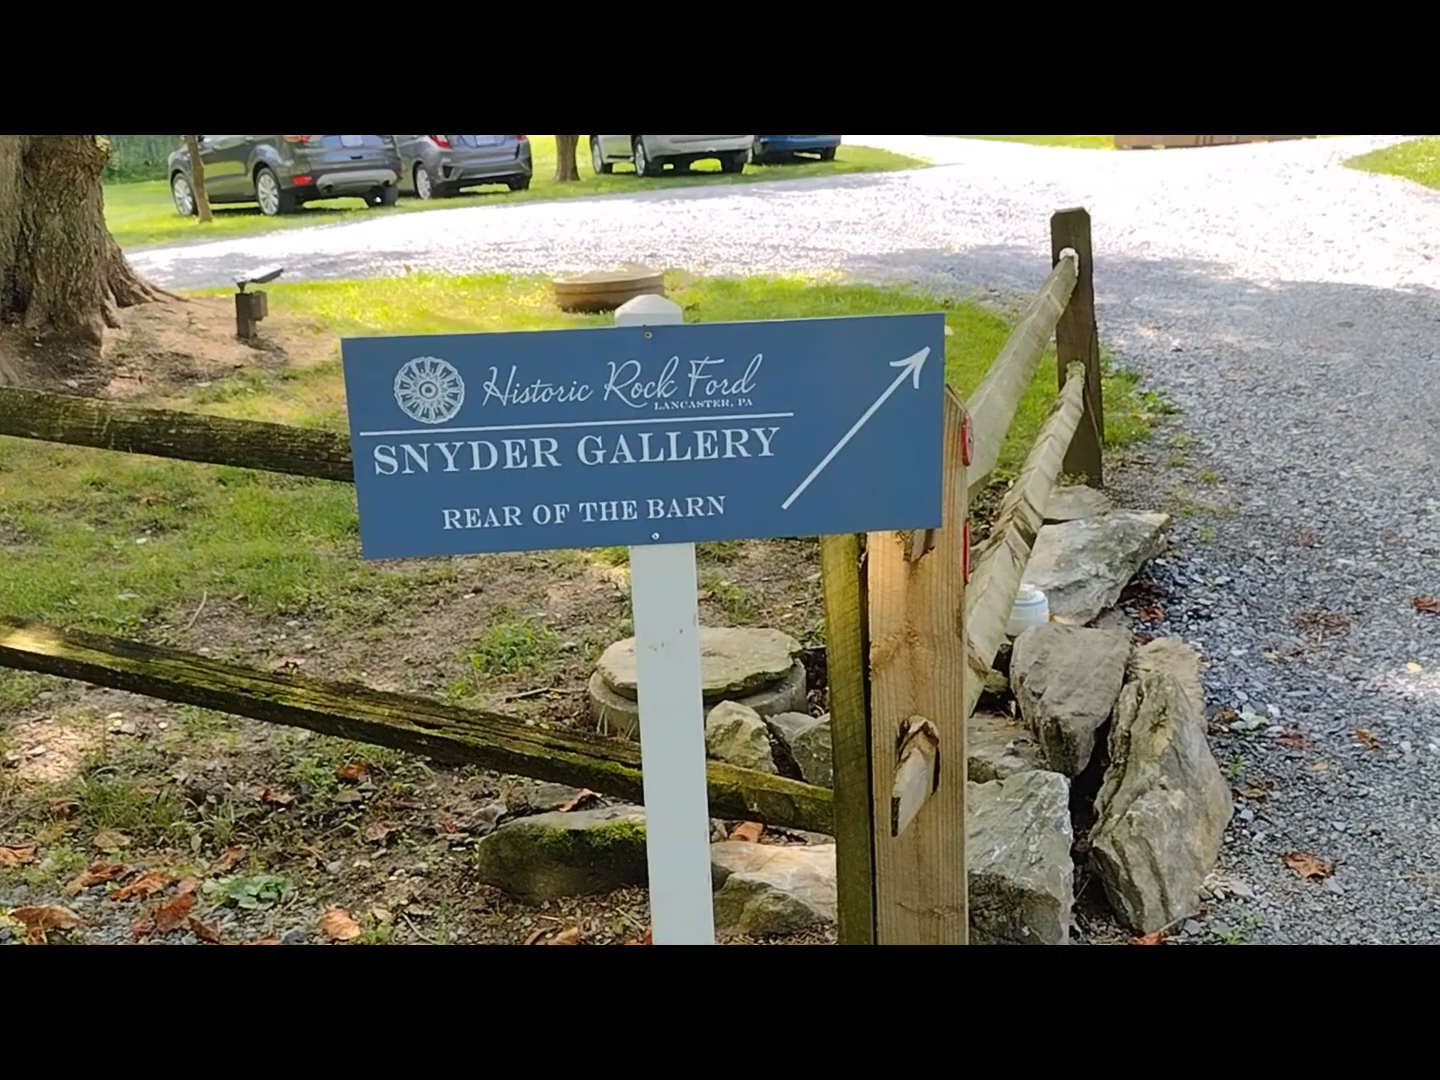 Historic Rock Ford
LANCASTER, PA
SNYDER GALLERY
REAR OF THE BARN